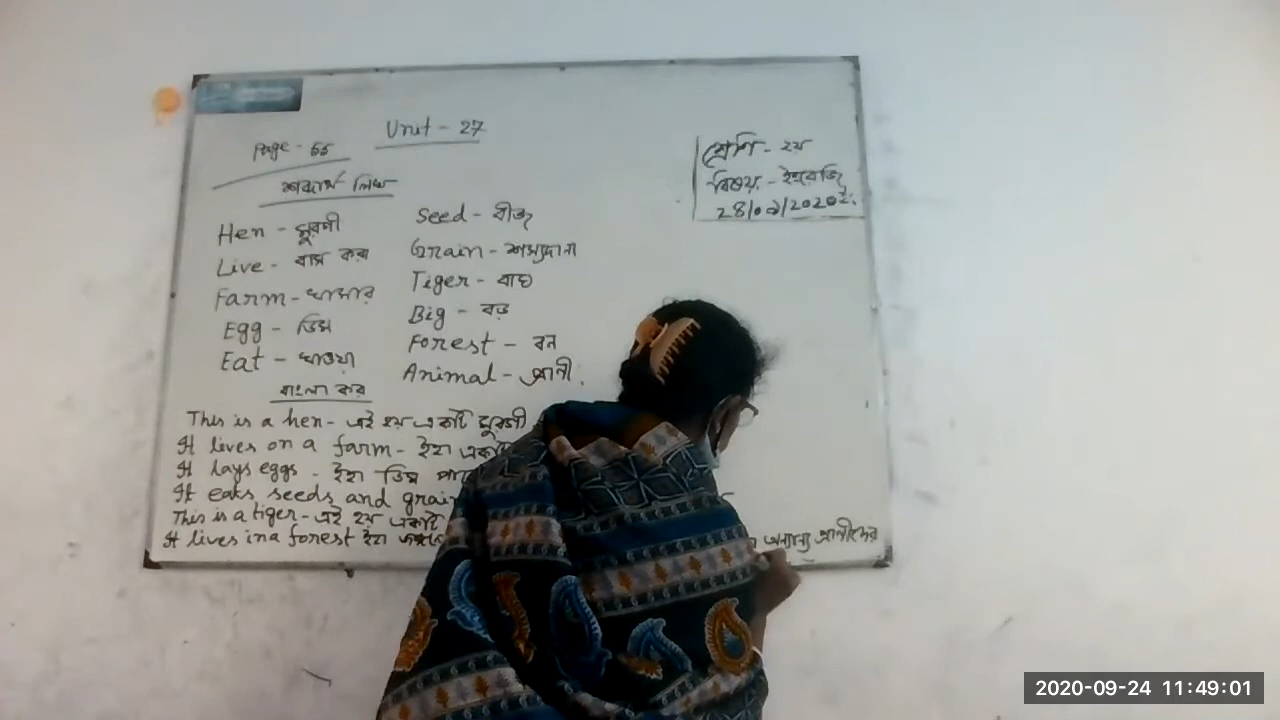 Unit - 27
Page - 66
শব্দার্থ লিখ
শ্রেণি - ২য়
বিষয় - ইংরেজি
28/09/2020ইং
Hen - মুরগী
Live - বাস করা
Farm - খামার
Egg - ডিম
Eat - খাওয়া
Seed - বীজ
Grain - শস্যদানা
Tiger - বাঘ
Big - বড়
Forest - বন
Animal - প্রাণী
বাংলা কর
This is a hen - এই হয় একটি মুরগী
It lives on a farm - ইহা
It lays eggs - ইহা ডিম
It eats seeds and
This is a tiger - এই হয় একটি
It lives in a forest ইহা
অন্যান্য প্রাণীদের
2020-09-24 11:49:01